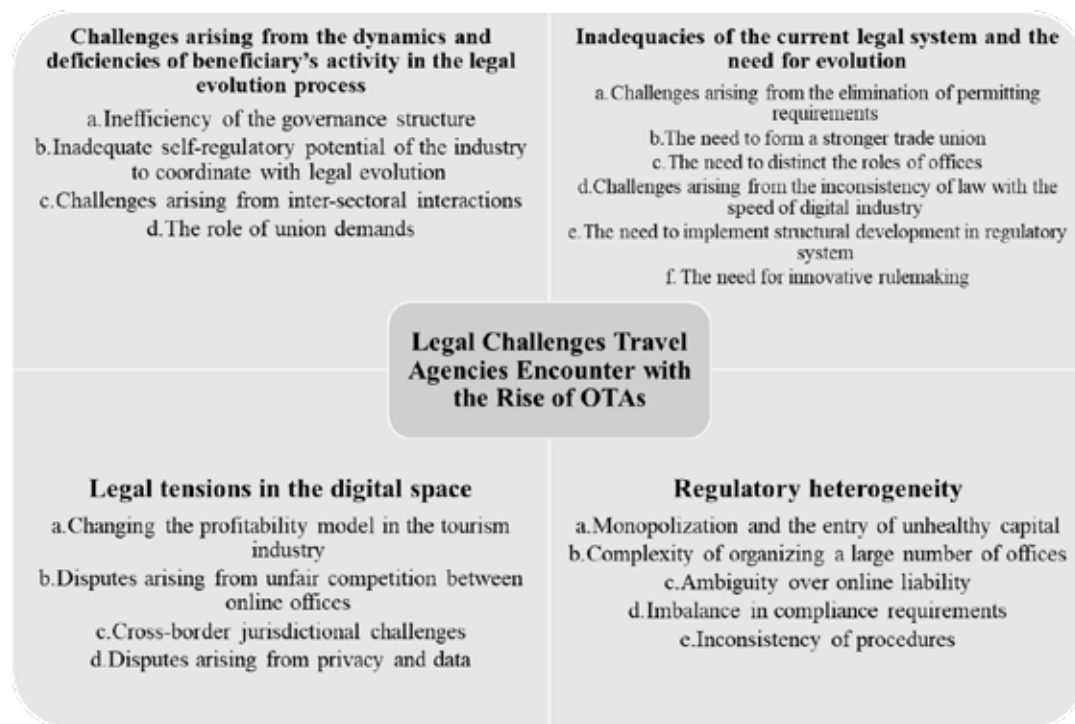 Challenges arising from the dynamics and
deficiencies of beneficiary's activity in the legal
evolution process
a.Inefficiency of the governance structure
b.Inadequate self-regulatory potential of the industry
to coordinate with legal evolution
c.Challenges arising from inter-sectoral interactions
d.The role of union demands
Inadequacies of the current legal system and the
need for evolution
a.Challenges arising from the elimination of permitting
requirements
b.The need to form a stronger trade union
c.The need to distinct the roles of offices
d.Challenges arising from the inconsistency of law with the
speed of digital industry
e.The need to implement structural development in regulatory
system
f. The need for innovative rulemaking
Legal Challenges Travel
Agencies Encounter with
the Rise of OTAs
Legal tensions in the digital space
a.Changing the profitability model in the tourism
industry
b.Disputes arising from unfair competition between
online offices
c.Cross-border jurisdictional challenges
d.Disputes arising from privacy and data
Regulatory heterogeneity
a.Monopolization and the entry of unhealthy capital
b.Complexity of organizing a large number of offices
c.Ambiguity over online liability
d.Imbalance in compliance requirements
e.Inconsistency of procedures